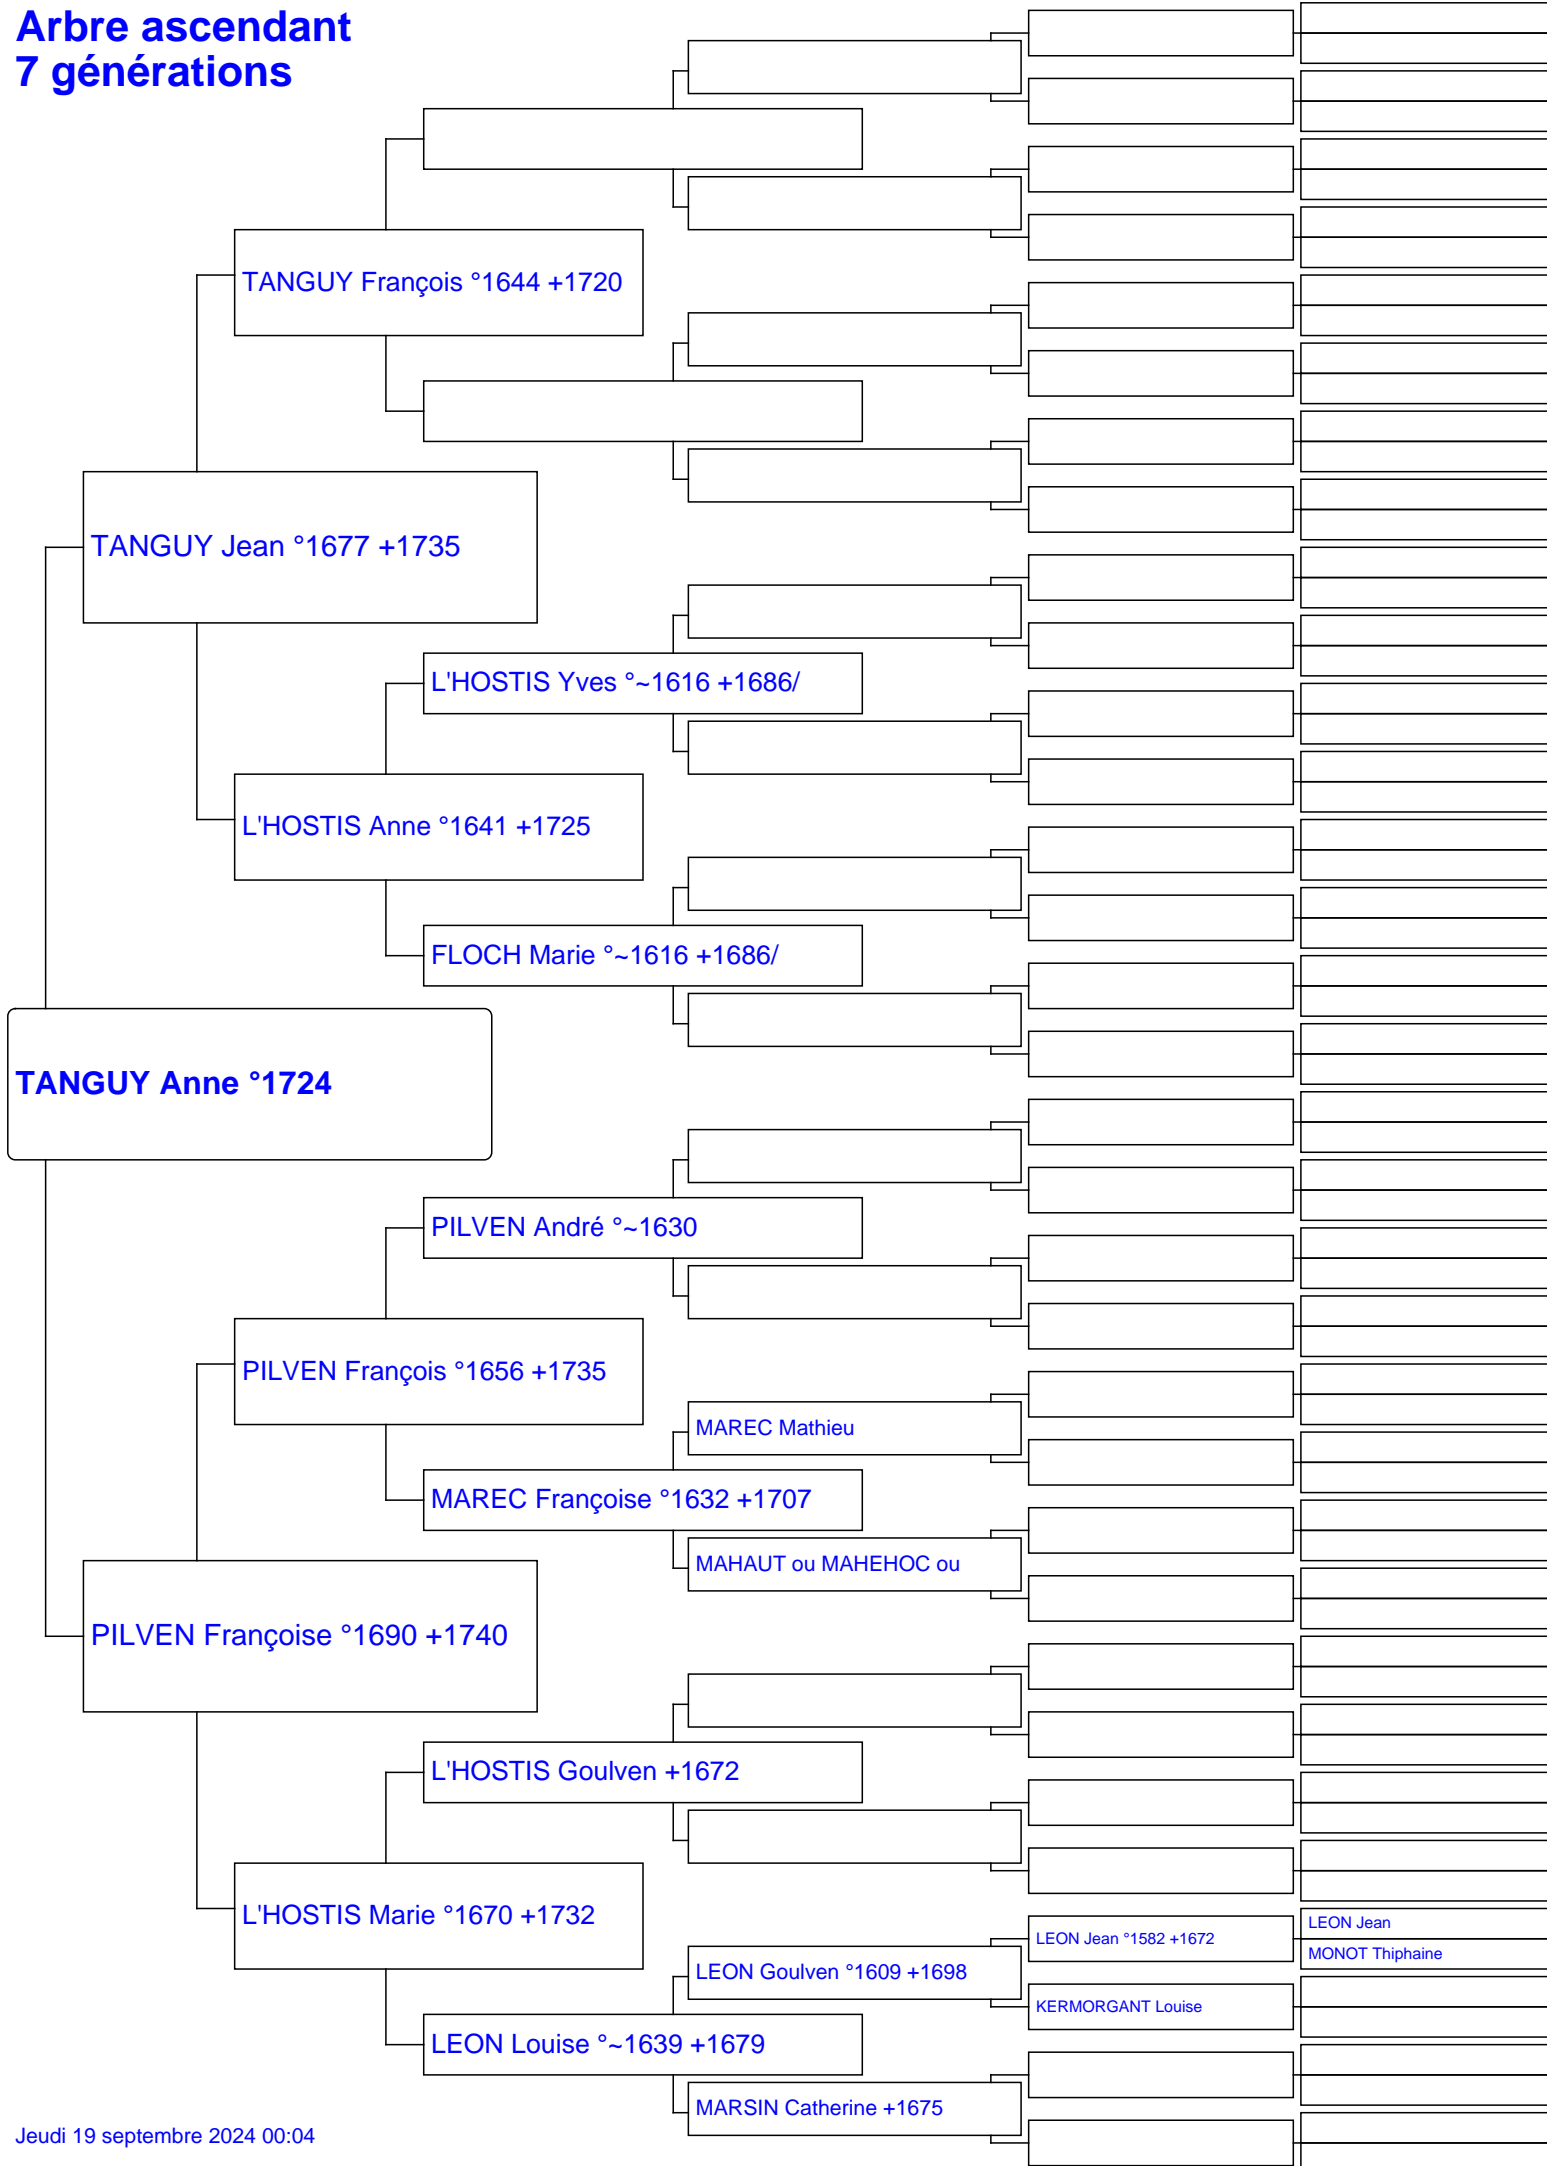 Arbre ascendant
7 générations
TANGUY François °1644 +1720
TANGUY Jean °1677 +1735
L'HOSTIS Yves °~1616 +1686/
L'HOSTIS Anne °1641 +1725
FLOCH Marie °~1616 +1686/
TANGUY Anne °1724
PILVEN André °~1630
PILVEN François °1656 +1735
MAREC Mathieu
MAREC Françoise °1632 +1707
MAHAUT ou MAHEHOC ou
PILVEN Françoise °1690 +1740
L'HOSTIS Goulven +1672
L'HOSTIS Marie °1670 +1732
LEON Jean
LEON Jean °1582 +1672
MONOT Thiphaine
LEON Goulven °1609 +1698
KERMORGANT Louise
LEON Louise °~1639 +1679
MARSIN Catherine +1675
Jeudi 19 septembre 2024 00:04